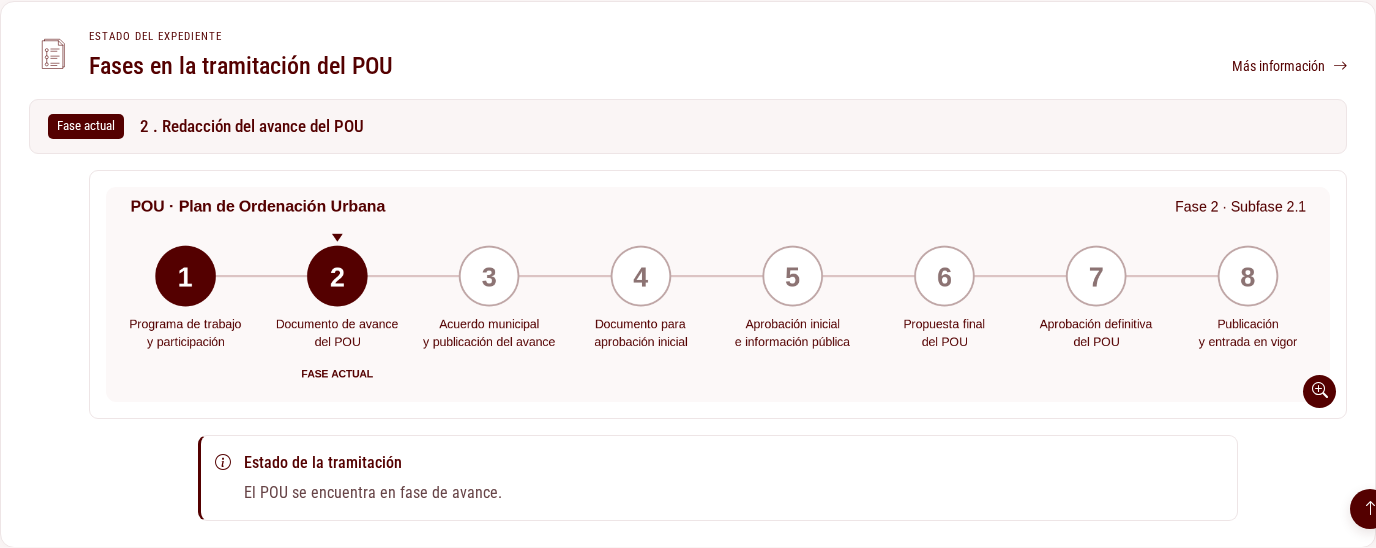 ESTADO DEL EXPEDIENTE
Fases en la tramitación del POU
Más información →
Fase actual
2 . Redacción del avance del POU
POU · Plan de Ordenación Urbana
Fase 2 · Subfase 2.1
1
2
3
4
5
6
7
8
Programa de trabajo
y participación
Documento de avance
del POU
Acuerdo municipal
y publicación del avance
Documento para
aprobación inicial
Aprobación inicial
e información pública
Propuesta final
del POU
Aprobación definitiva
del POU
Publicación
y entrada en vigor
FASE ACTUAL
Estado de la tramitación
El POU se encuentra en fase de avance.